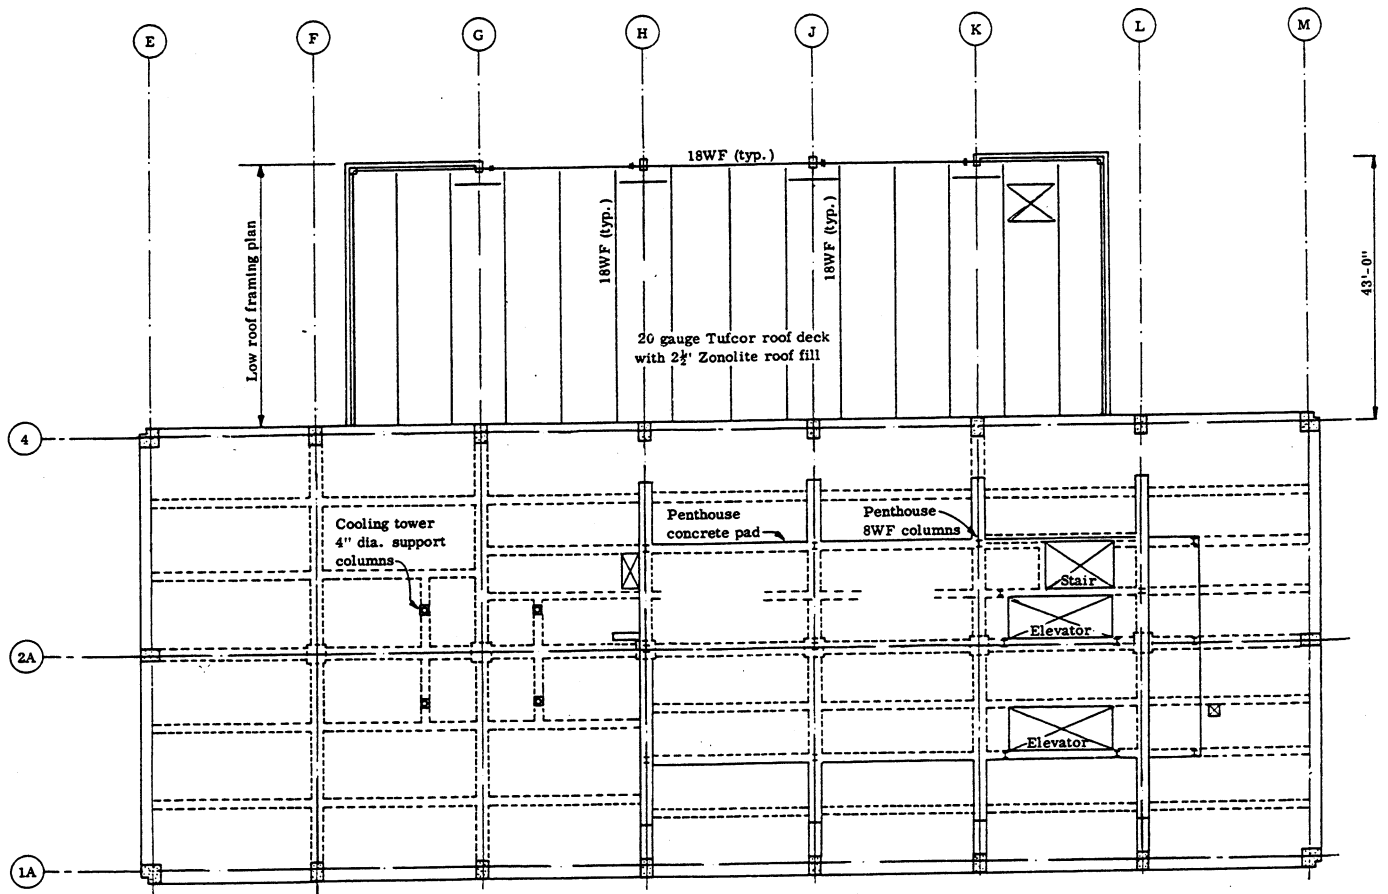 E
F
G
H
J
K
L
M
18WF (typ.)
Low roof framing plan
18WF (typ.)
18WF (typ.)
43'-0"
20 gauge Tufcor roof deck
with 2½" Zonolite roof fill
4
Cooling tower
4" dia. support
columns
Penthouse
concrete pad
Penthouse
8WF columns
Stair
Elevator
2A
Elevator
1A